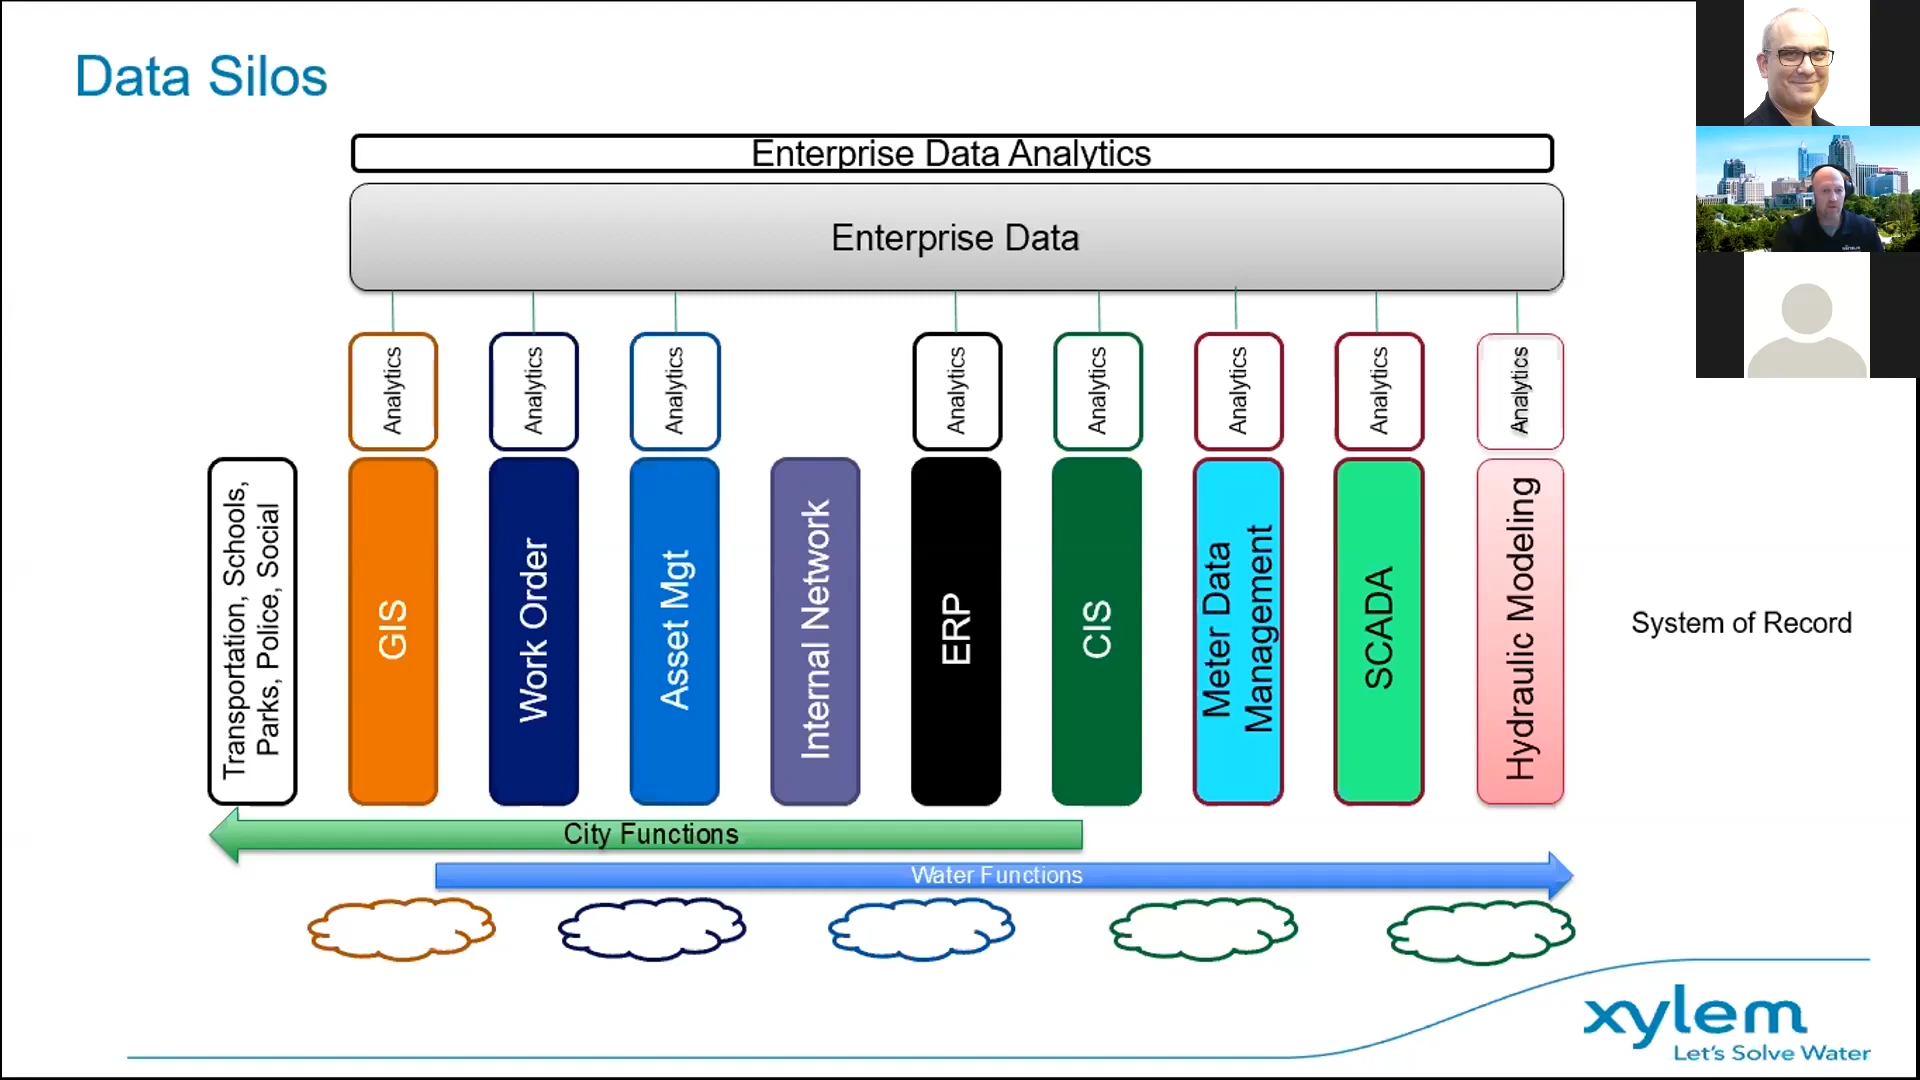 Data Silos
Enterprise Data Analytics
Enterprise Data
Analytics
Analytics
Analytics
Analytics
Analytics
Analytics
Analytics
Analytics
Transportation, Schools,
Parks, Police, Social
GIS
Work Order
Asset Mgt
Internal Network
ERP
CIS
Meter Data
Management
SCADA
Hydraulic Modeling
System of Record
City Functions
Water Functions
xylem
Let's Solve Water